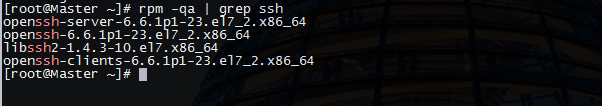 [root@Master ~]# rpm -qa | grep ssh
openssh-server-6.6.1p1-23.el7_2.x86_64
openssh-6.6.1p1-23.el7_2.x86_64
libssh2-1.4.3-10.el7.x86_64
openssh-clients-6.6.1p1-23.el7_2.x86_64
[root@Master ~]#